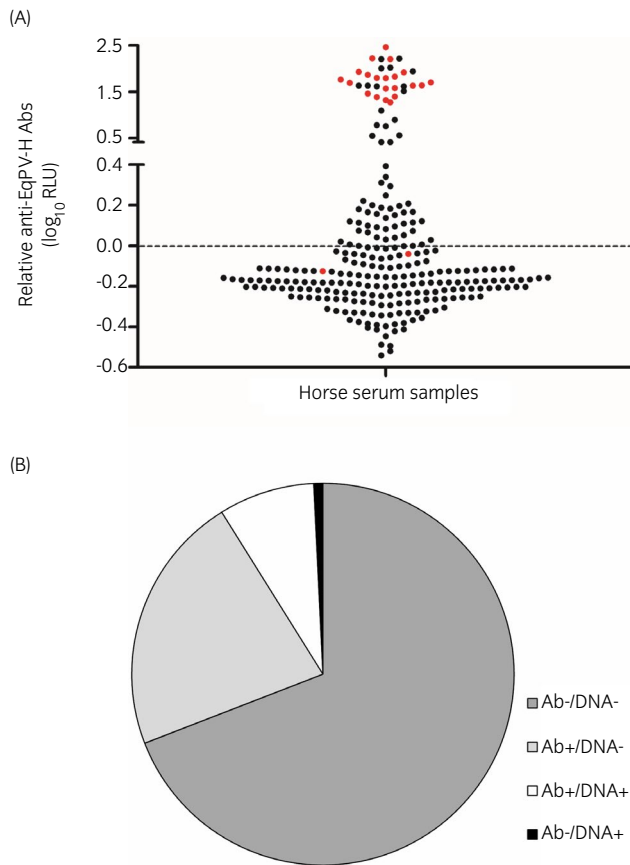 (A)
Relative anti-EqPV-H Abs
(log10 RLU)
2.5
1.5
0.5
0.4
0.2
0.0
-0.2
-0.4
-0.6
Horse serum samples
(B)
Ab-/DNA-
Ab+/DNA-
Ab+/DNA+
Ab-/DNA+